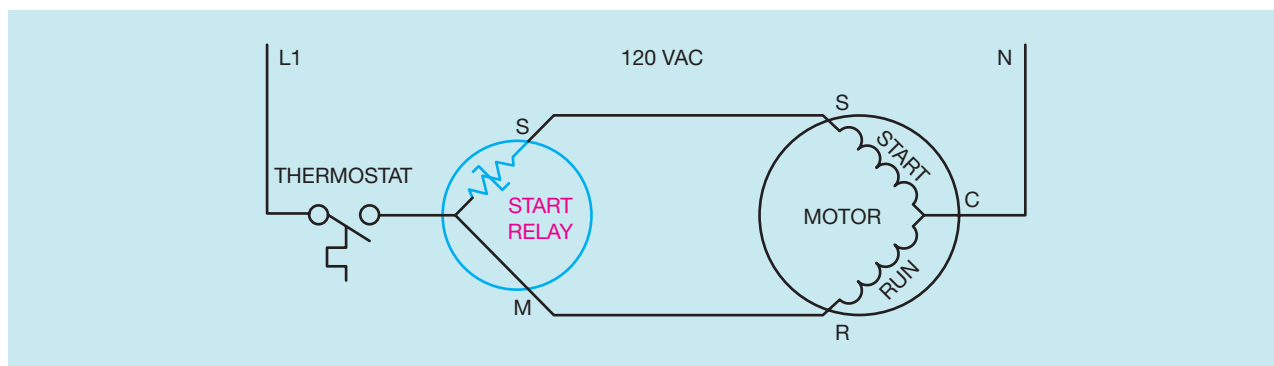 L1
120 VAC
N
S
S
THERMOSTAT
START
RELAY
START
C
MOTOR
RUN
M
R